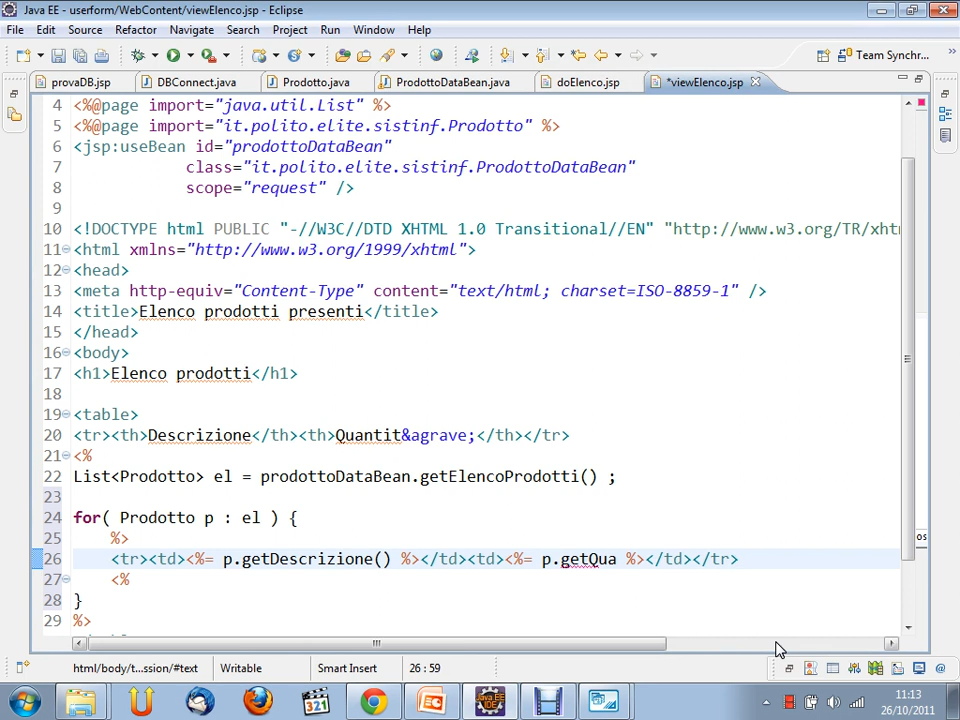 Java EE - userform/WebContent/viewElenco.jsp - Eclipse
File Edit Source Refactor Navigate Search Project Run Window Help
Team Synchr...
provaDB.jsp DBConnect.java Prodotto.java ProdottoDataBean.java doElenco.jsp *viewElenco.jsp
4 <%@page import="java.util.List" %>
5 <%@page import="it.polito.elite.sistinf.Prodotto" %>
6 <jsp:useBean id="prodottoDataBean"
7 class="it.polito.elite.sistinf.ProdottoDataBean"
8 scope="request" />
9
10 <!DOCTYPE html PUBLIC "-//W3C//DTD XHTML 1.0 Transitional//EN" "http://www.w3.org/TR/xhtm
11 <html xmlns="http://www.w3.org/1999/xhtml">
12 <head>
13 <meta http-equiv="Content-Type" content="text/html; charset=ISO-8859-1" />
14 <title>Elenco prodotti presenti</title>
15 </head>
16 <body>
17 <h1>Elenco prodotti</h1>
18
19 <table>
20 <tr><th>Descrizione</th><th>Quantit&agrave;</th></tr>
21 <%
22 List<Prodotto> el = prodottoDataBean.getElencoProdotti() ;
23
24 for( Prodotto p : el ) {
25 %>
26 <tr><td><%= p.getDescrizione() %></td><td><%= p.getQua %></td></tr>
27 <%
28 }
29 %>
os
html/body/t...ssion/#text Writable Smart Insert 26 : 59
11:13
26/10/2011